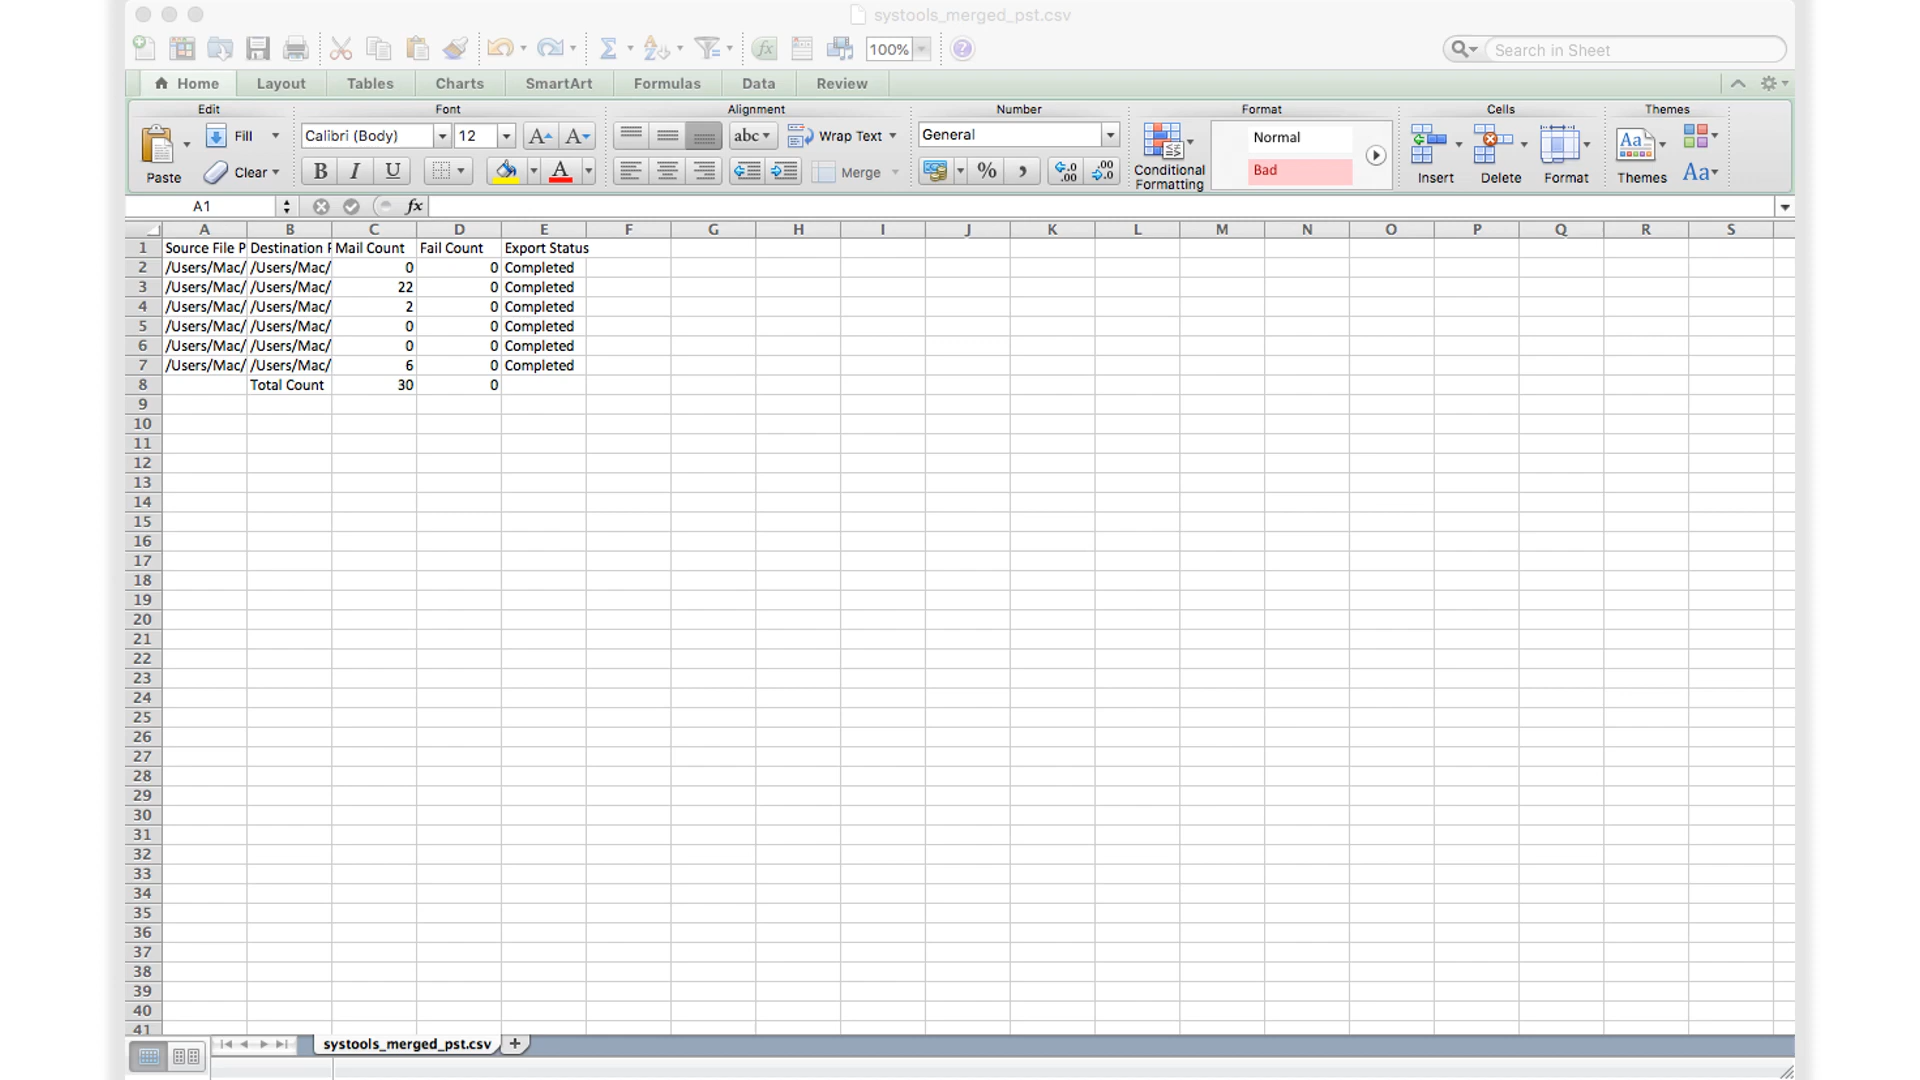 systools_merged_pst.csv
100%
Search in Sheet
Home Layout Tables Charts SmartArt Formulas Data Review
Edit Font Alignment Number Format Cells Themes
Fill Calibri (Body) 12 A A abc Wrap Text General Normal
Paste Clear B I U A Merge % , .00 .00 Conditional Formatting Bad Insert Delete Format Aa Themes Aa
A1 fx
A B C D E F G H I J K L M N O P Q R S
1 Source File P Destination F Mail Count Fail Count Export Status
2 /Users/Mac/ /Users/Mac/ 0 0 Completed
3 /Users/Mac/ /Users/Mac/ 22 0 Completed
4 /Users/Mac/ /Users/Mac/ 2 0 Completed
5 /Users/Mac/ /Users/Mac/ 0 0 Completed
6 /Users/Mac/ /Users/Mac/ 0 0 Completed
7 /Users/Mac/ /Users/Mac/ 6 0 Completed
8 Total Count 30 0
9
10
11
12
13
14
15
16
17
18
19
20
21
22
23
24
25
26
27
28
29
30
31
32
33
34
35
36
37
38
39
40
41
systools_merged_pst.csv +